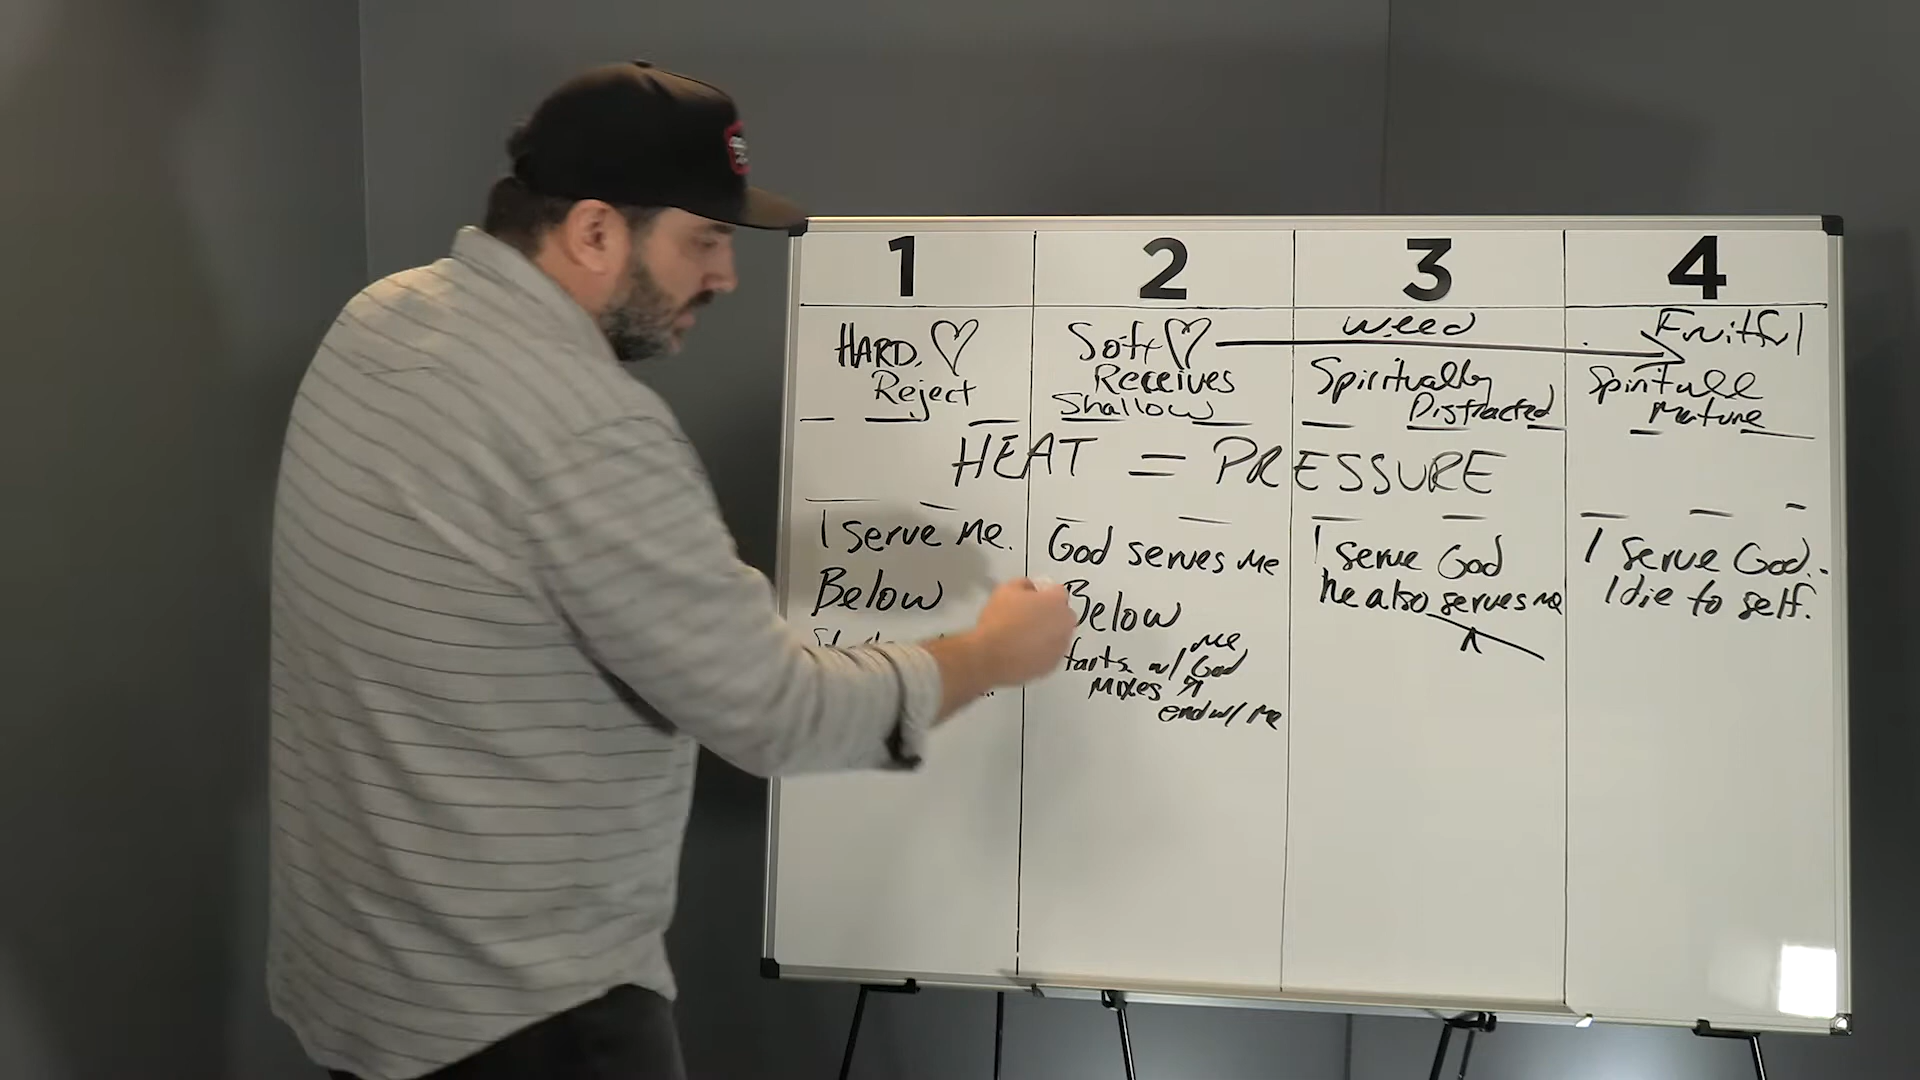 1 2 3 4
HARD. ♡
Reject
Soft ♡
Receives
Shallow
weed
Spiritually
Distracted
Fruitful
Mature
HEAT = PRESSURE
I serve me.
Below
God serves me
Below
me
w/ God
mixes
end w/ me
I serve God
he also serves me
I serve God.
I die to self.